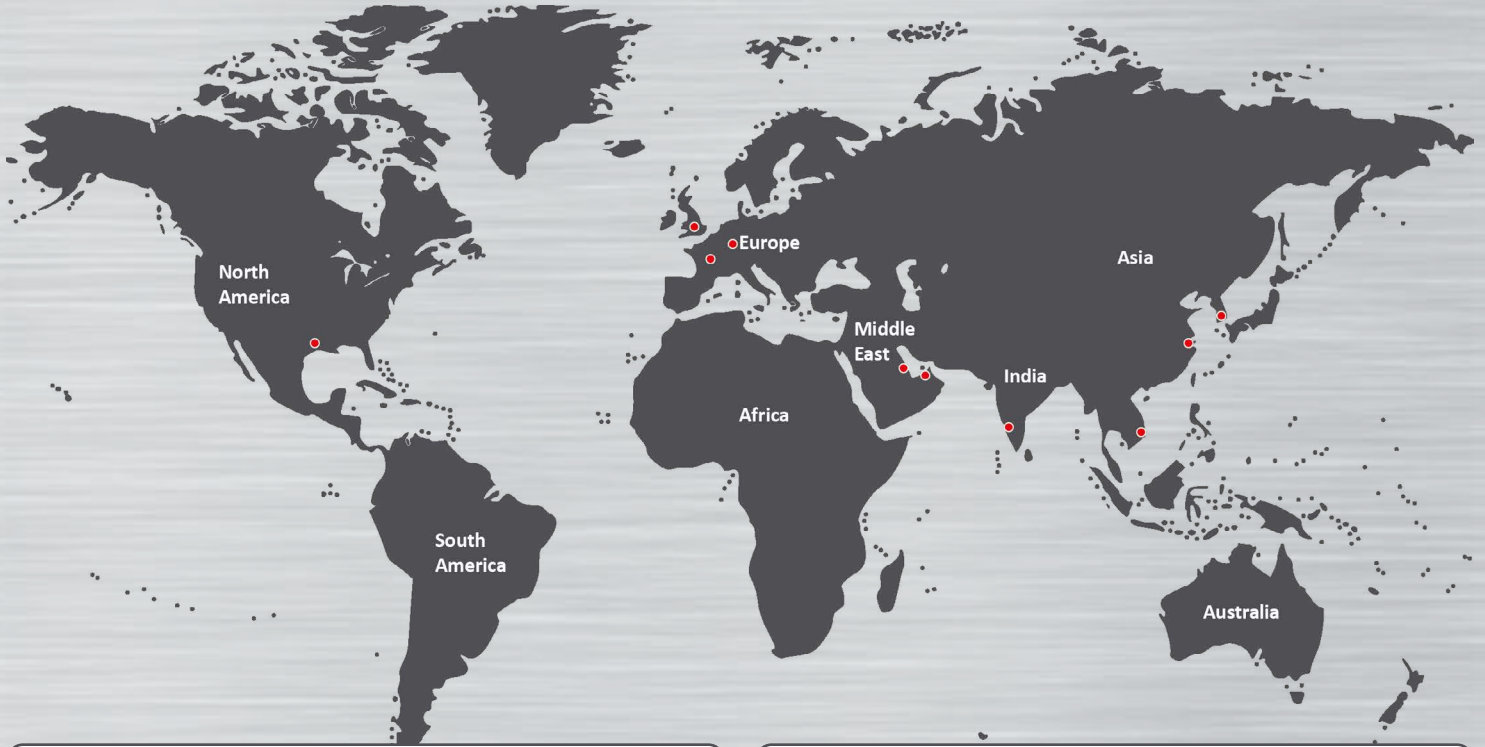 North
America
Europe
Asia
Middle
East
India
Africa
South
America
Australia